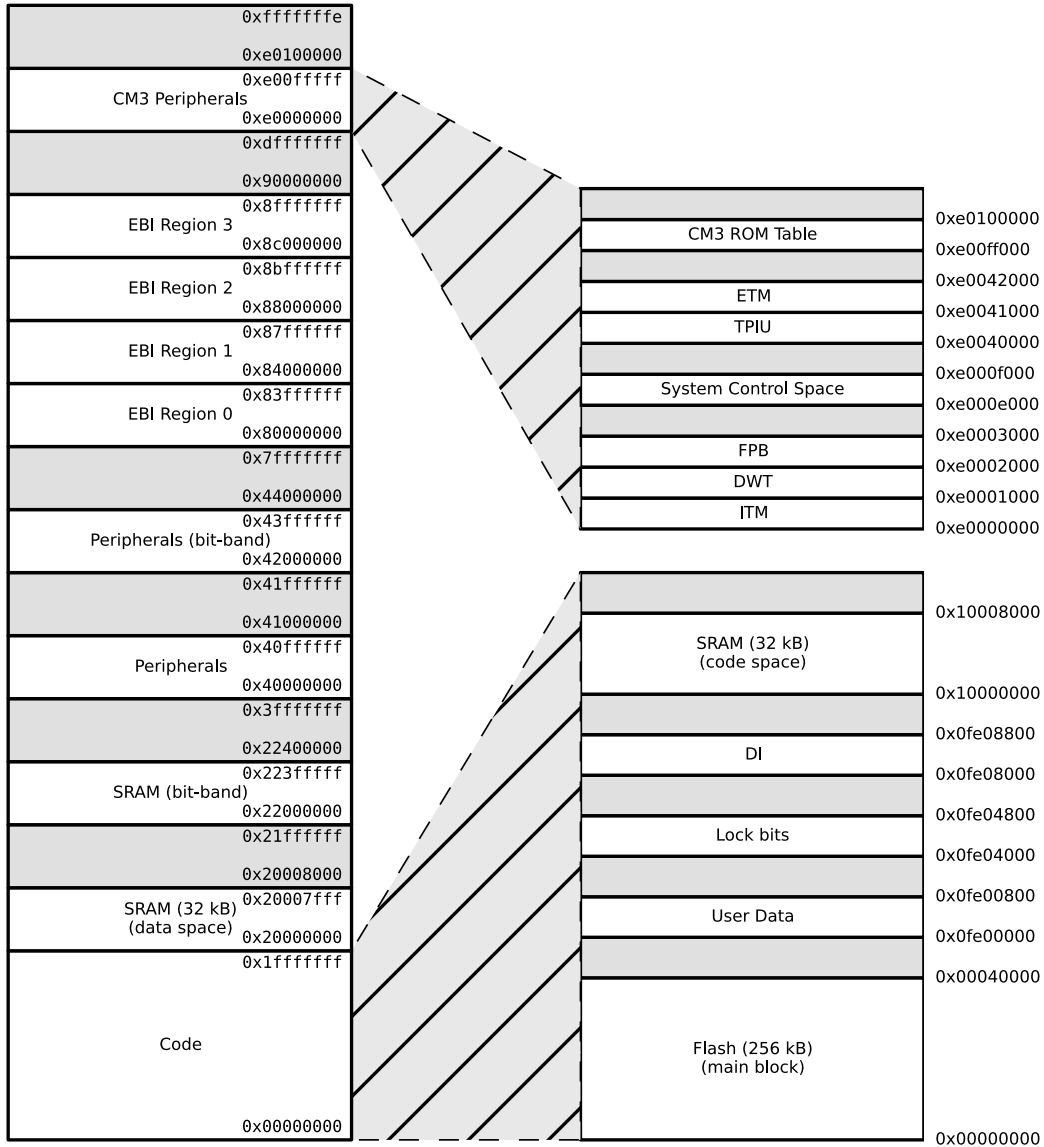 0xfffffffe
0xe0100000
0xe00fffff
CM3 Peripherals
0xe0000000
0xdfffffff
0x90000000
0x8fffffff
EBI Region 3
0x8c000000
0x8bffffff
EBI Region 2
0x88000000
0x87ffffff
EBI Region 1
0x84000000
0x83ffffff
EBI Region 0
0x80000000
0x7fffffff
0x44000000
0x43ffffff
Peripherals (bit-band)
0x42000000
0x41ffffff
0x41000000
0x40ffffff
Peripherals
0x40000000
0x3fffffff
0x22400000
0x223fffff
SRAM (bit-band)
0x22000000
0x21ffffff
0x20008000
0x20007fff
SRAM (32 kB)
(data space)
0x20000000
0x1fffffff
Code
0x00000000
0xe0100000
CM3 ROM Table
0xe00ff000
0xe0042000
ETM
0xe0041000
TPIU
0xe0040000
0xe000f000
System Control Space
0xe000e000
0xe0003000
FPB
0xe0002000
DWT
0xe0001000
ITM
0xe0000000
0x10008000
SRAM (32 kB)
(code space)
0x10000000
0x0fe08800
DI
0x0fe08000
0x0fe04800
Lock bits
0x0fe04000
0x0fe00800
User Data
0x0fe00000
0x00040000
Flash (256 kB)
(main block)
0x00000000